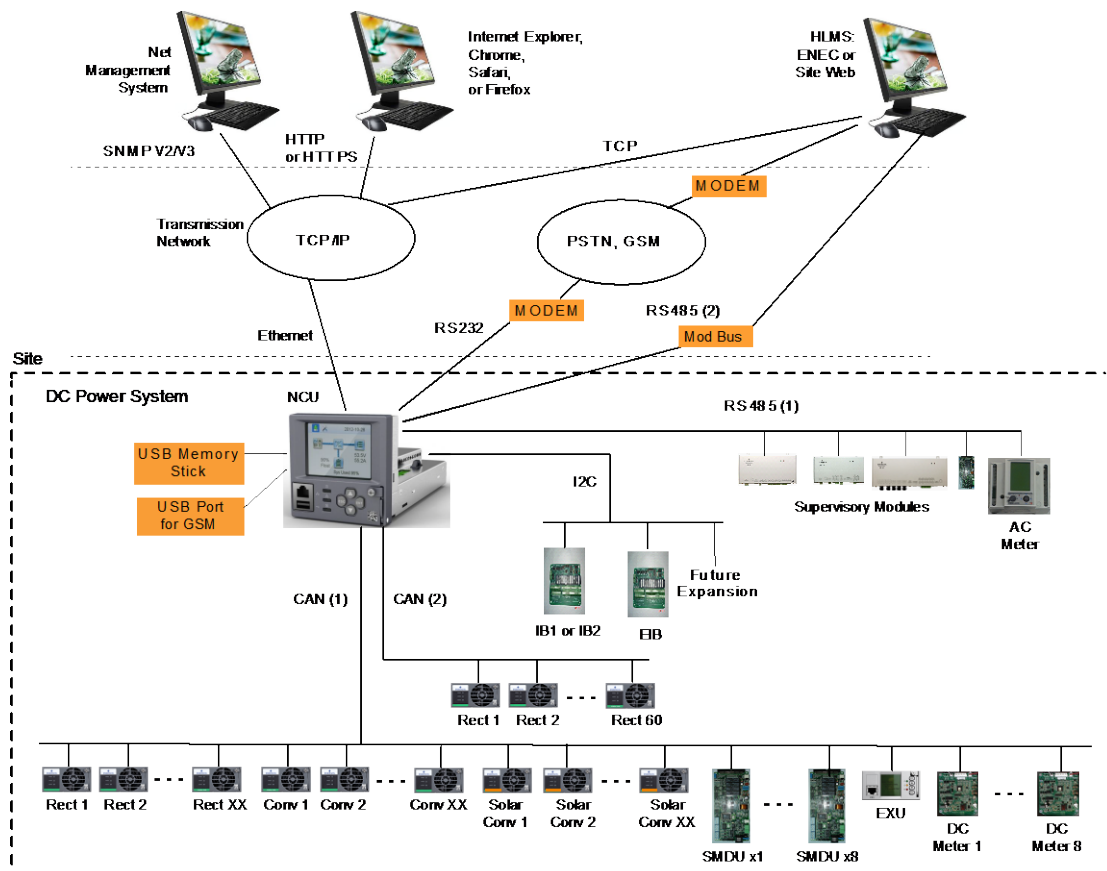 Net
Management
System
Internet Explorer,
Chrome,
Safari,
or Firefox
HLMS:
ENEC or
Site Web
SNMP V2/V3
HTTP
or HTTPS
TCP
MODEM
Transmission
Network
TCP/IP
PSTN, GSM
MODEM
RS485 (2)
RS232
Mod Bus
Ethernet
Site
DC Power System
NCU
RS485 (1)
USB Memory
Stick
USB Port
for GSM
I2C
Supervisory Modules
AC
Meter
Future
Expansion
CAN (1)
CAN (2)
IB1 or IB2
EIB
Rect 1
Rect 2
Rect 60
Rect 1
Rect 2
Rect XX
Conv 1
Conv 2
Conv XX
Solar
Conv 1
Solar
Conv 2
Solar
Conv XX
SMDU x1
SMDU x8
EXU
DC
Meter 1
DC
Meter 8